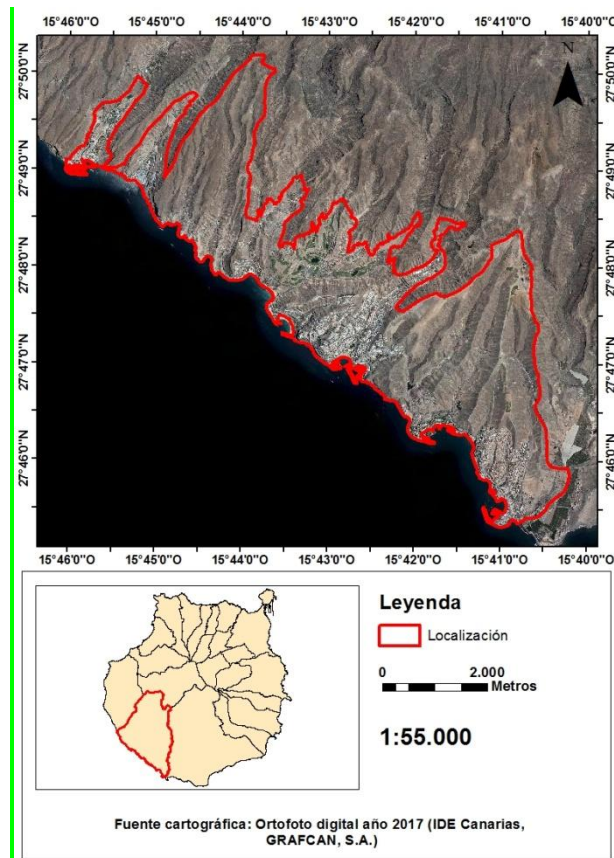 15°46'0"O 15°45'0"O 15°44'0"O 15°43'0"O 15°42'0"O 15°41'0"O 15°40'0"O
N
27°50'0"N 27°50'0"N
27°49'0"N 27°49'0"N
27°48'0"N 27°48'0"N
27°47'0"N 27°47'0"N
27°46'0"N 27°46'0"N
15°46'0"O 15°45'0"O 15°44'0"O 15°43'0"O 15°42'0"O 15°41'0"O 15°40'0"O
Leyenda
Localización
0 2.000
Metros
1:55.000
Fuente cartográfica: Ortofoto digital año 2017 (IDE Canarias,
GRAFCAN, S.A.)